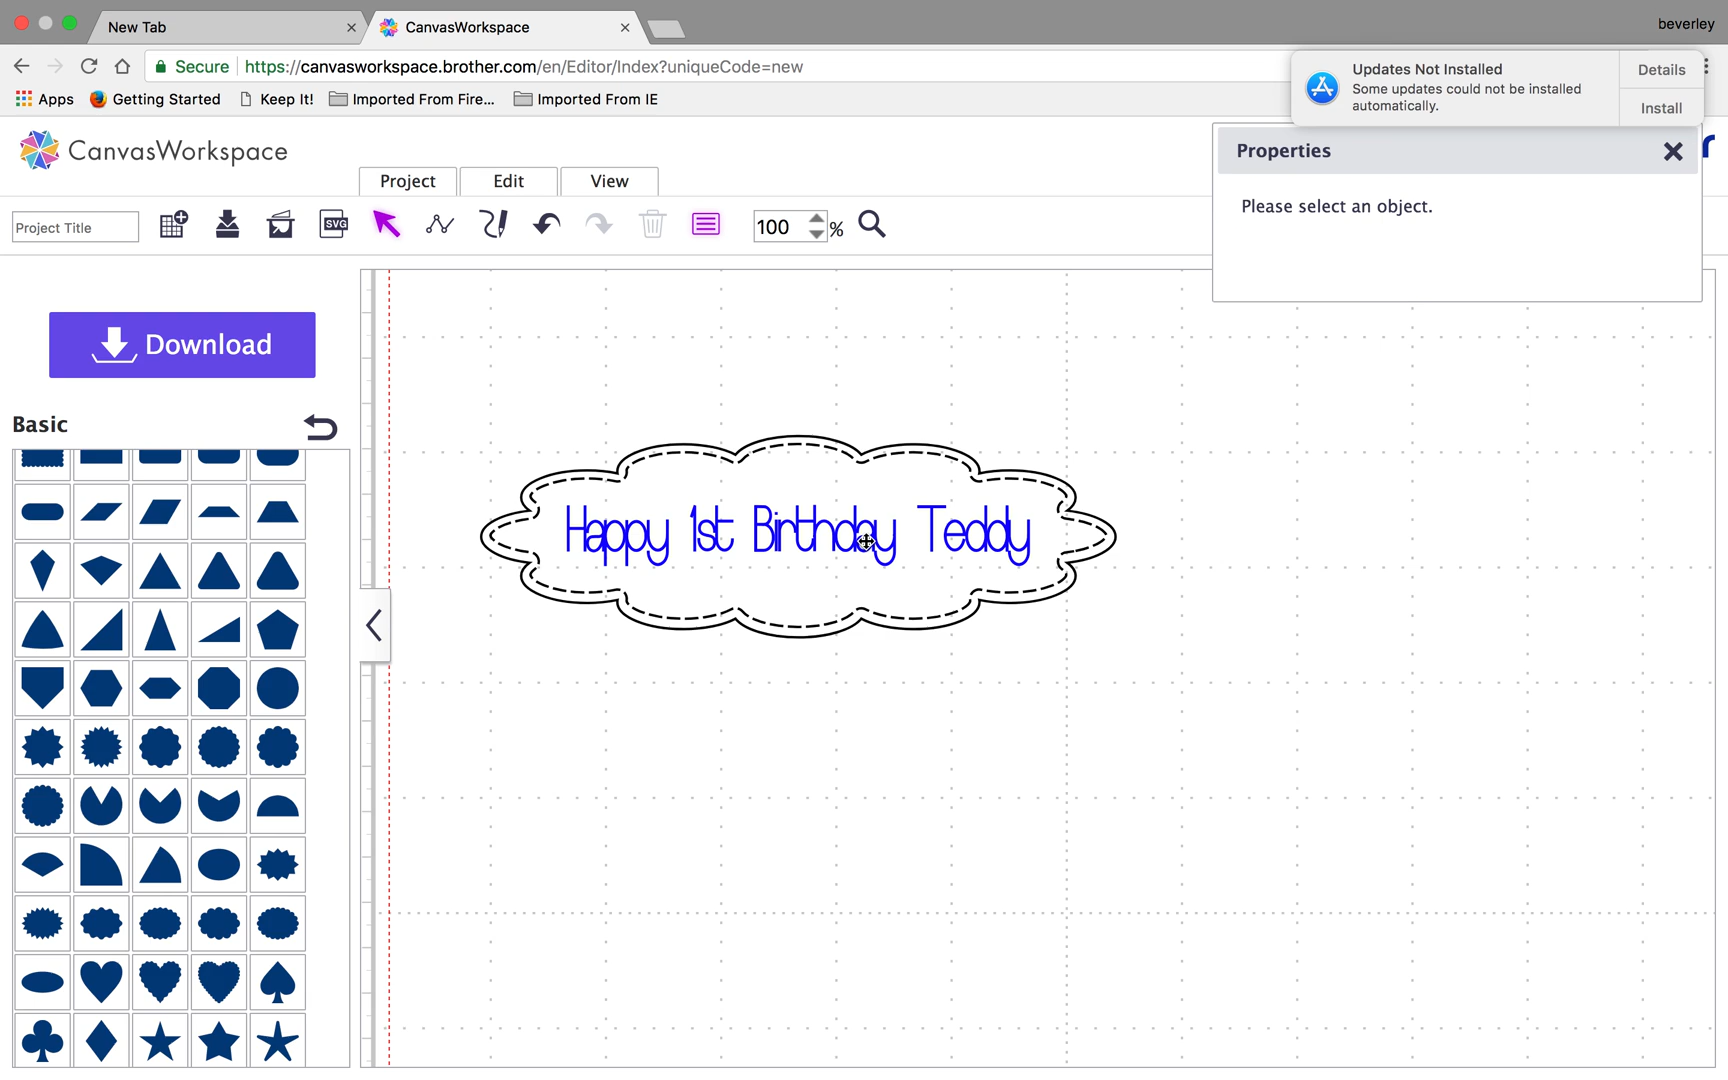 New Tab
CanvasWorkspace
beverley
Secure
https://canvasworkspace.brother.com/en/Editor/Index?uniqueCode=new
Apps
Getting Started
Keep It!
Imported From Fire...
Imported From IE
Updates Not Installed
Some updates could not be installed
automatically.
Details
Install
CanvasWorkspace
Project
Edit
View
Properties
Please select an object.
Project Title
SVG
100
%
Download
Basic
Happy 1st Birthday Teddy